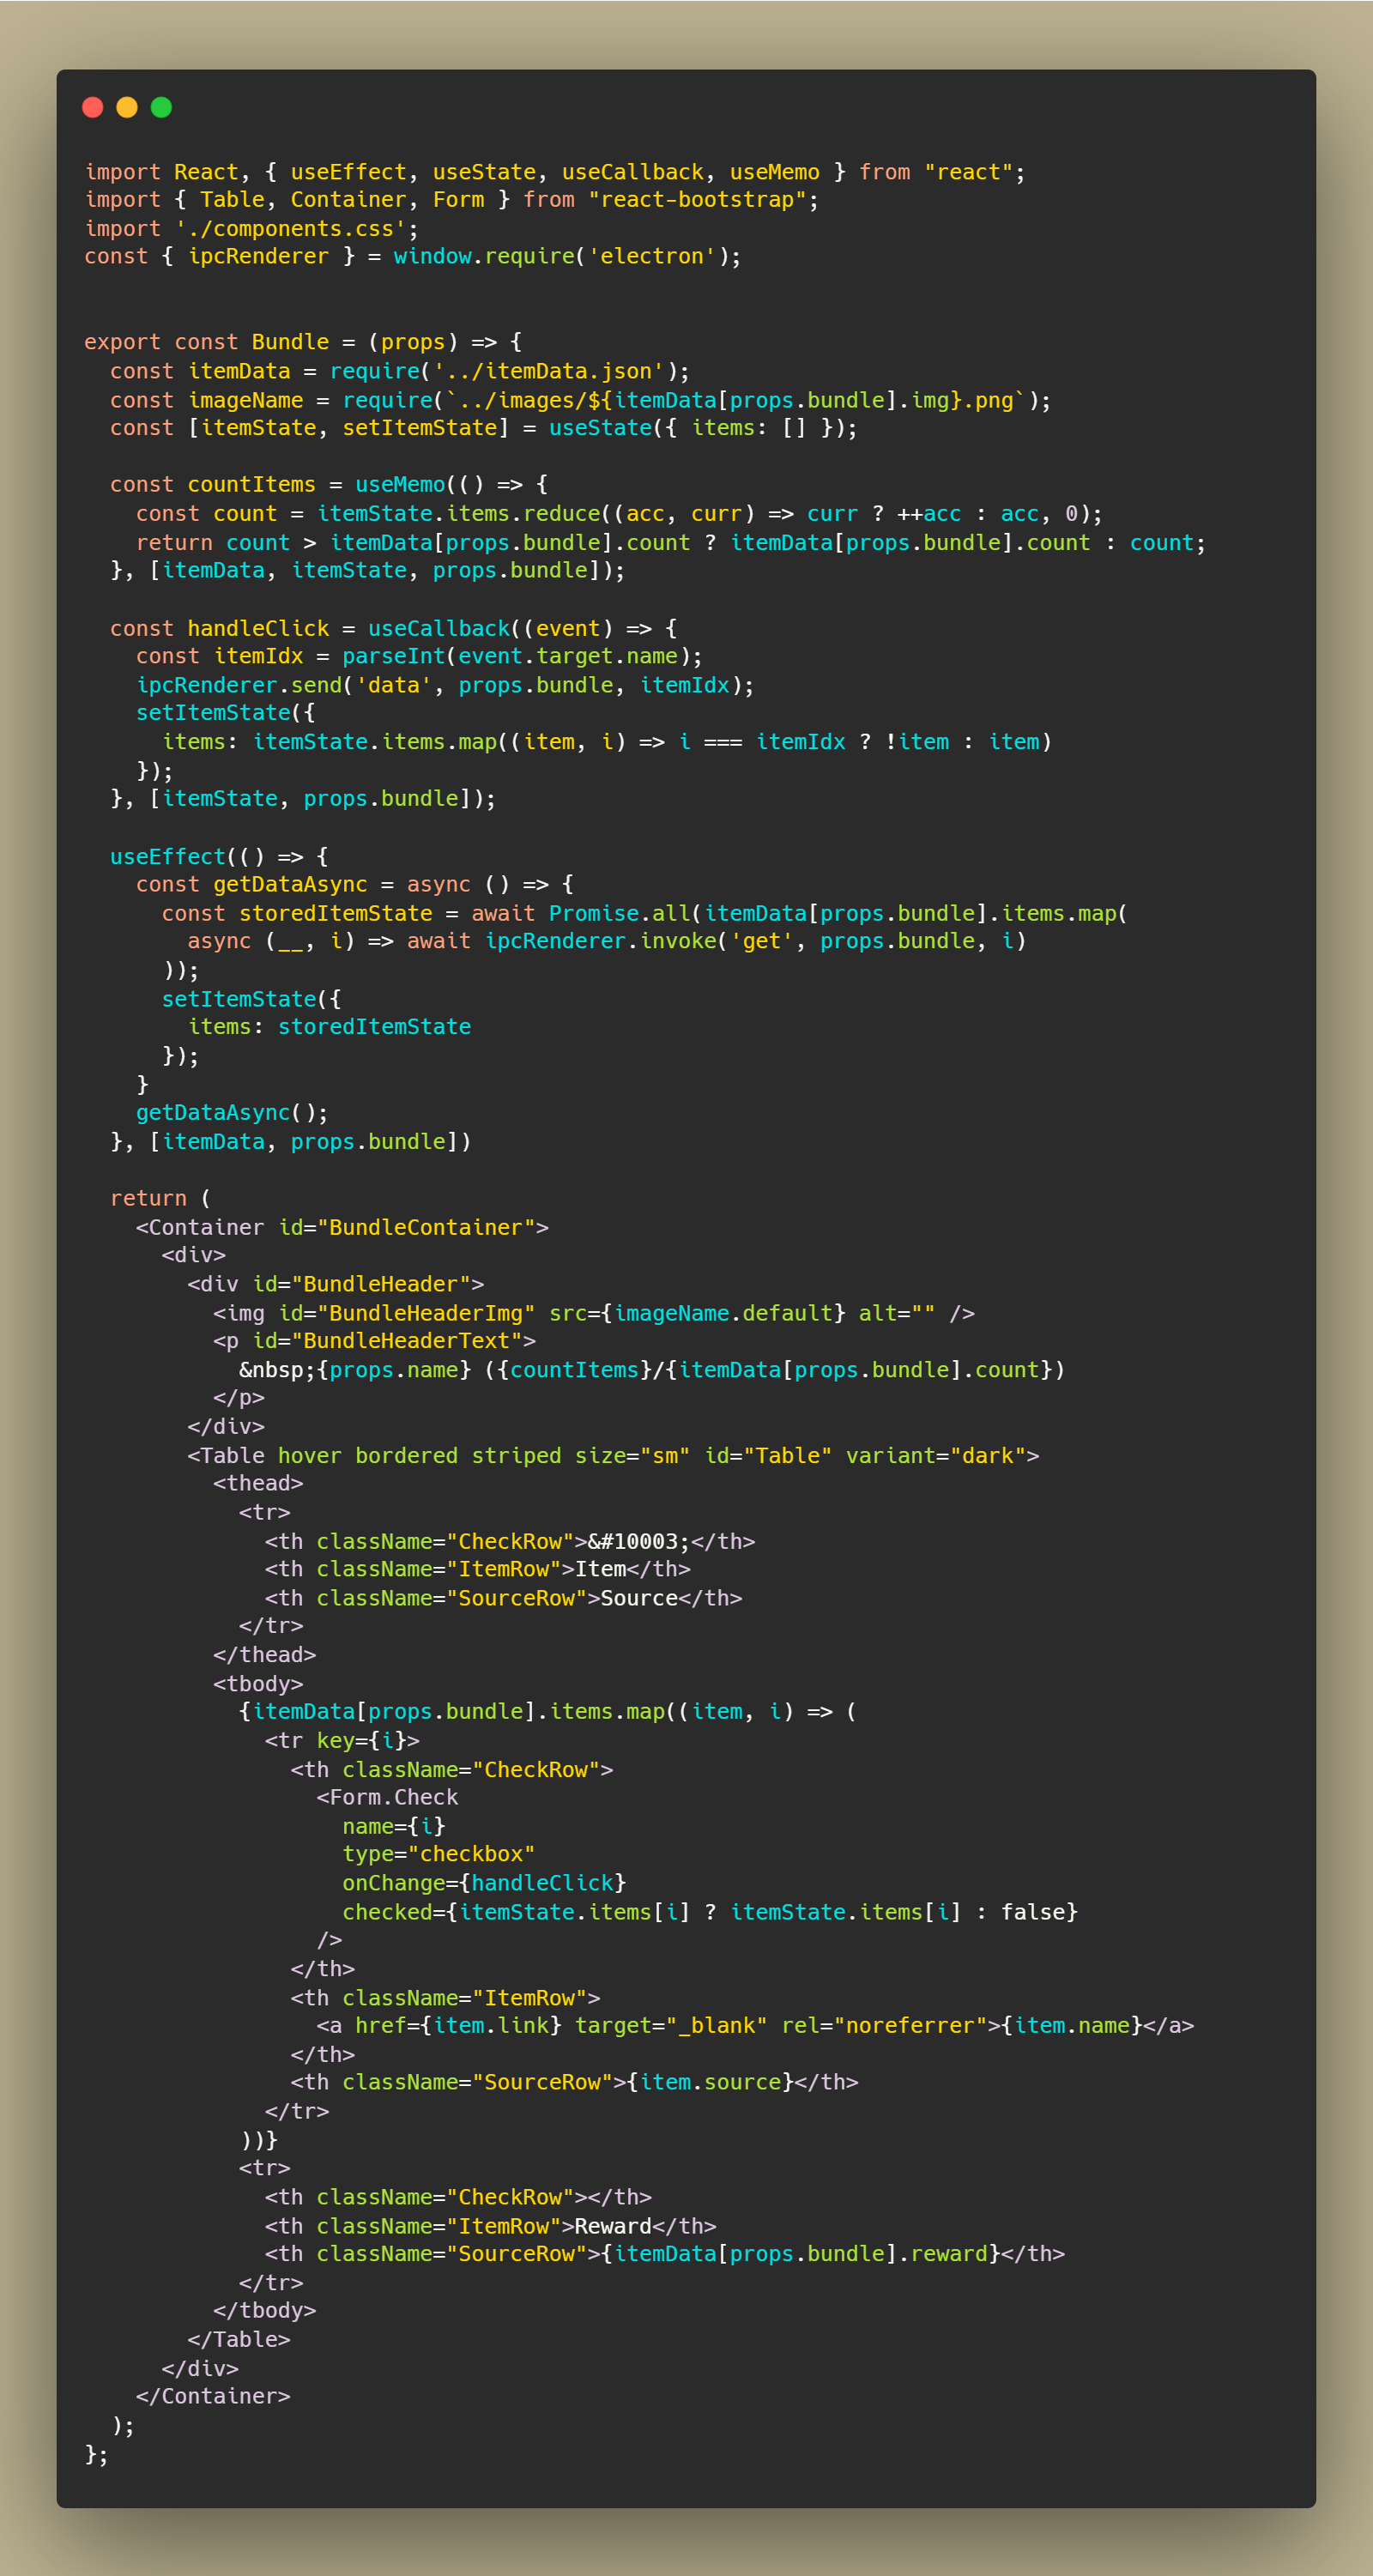 import React, { useEffect, useState, useCallback, useMemo } from "react";
import { Table, Container, Form } from "react-bootstrap";
import './components.css';
const { ipcRenderer } = window.require('electron');


export const Bundle = (props) => {
  const itemData = require('../itemData.json');
  const imageName = require(`../images/${itemData[props.bundle].img}.png`);
  const [itemState, setItemState] = useState({ items: [] });

  const countItems = useMemo(() => {
    const count = itemState.items.reduce((acc, curr) => curr ? ++acc : acc, 0);
    return count > itemData[props.bundle].count ? itemData[props.bundle].count : count;
  }, [itemData, itemState, props.bundle]);

  const handleClick = useCallback((event) => {
    const itemIdx = parseInt(event.target.name);
    ipcRenderer.send('data', props.bundle, itemIdx);
    setItemState({
      items: itemState.items.map((item, i) => i === itemIdx ? !item : item)
    });
  }, [itemState, props.bundle]);

  useEffect(() => {
    const getDataAsync = async () => {
      const storedItemState = await Promise.all(itemData[props.bundle].items.map(
        async (__, i) => await ipcRenderer.invoke('get', props.bundle, i)
      ));
      setItemState({
        items: storedItemState
      });
    }
    getDataAsync();
  }, [itemData, props.bundle])

  return (
    <Container id="BundleContainer">
      <div>
        <div id="BundleHeader">
          <img id="BundleHeaderImg" src={imageName.default} alt="" />
          <p id="BundleHeaderText">
            &nbsp;{props.name} ({countItems}/{itemData[props.bundle].count})
          </p>
        </div>
        <Table hover bordered striped size="sm" id="Table" variant="dark">
          <thead>
            <tr>
              <th className="CheckRow">&#10003;</th>
              <th className="ItemRow">Item</th>
              <th className="SourceRow">Source</th>
            </tr>
          </thead>
          <tbody>
            {itemData[props.bundle].items.map((item, i) => (
              <tr key={i}>
                <th className="CheckRow">
                  <Form.Check
                    name={i}
                    type="checkbox"
                    onChange={handleClick}
                    checked={itemState.items[i] ? itemState.items[i] : false}
                  />
                </th>
                <th className="ItemRow">
                  <a href={item.link} target="_blank" rel="noreferrer">{item.name}</a>
                </th>
                <th className="SourceRow">{item.source}</th>
              </tr>
            ))}
            <tr>
              <th className="CheckRow"></th>
              <th className="ItemRow">Reward</th>
              <th className="SourceRow">{itemData[props.bundle].reward}</th>
            </tr>
          </tbody>
        </Table>
      </div>
    </Container>
  );
};